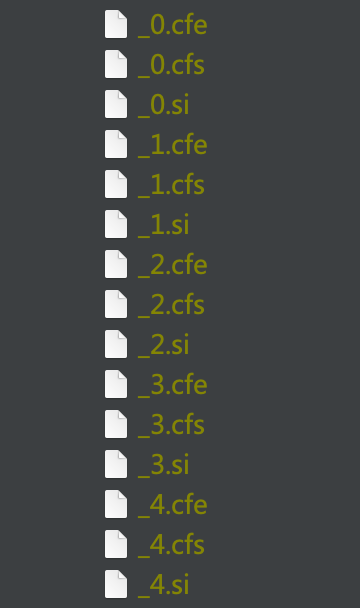 _0.cfe
_0.cfs
_0.si
_1.cfe
_1.cfs
_1.si
_2.cfe
_2.cfs
_2.si
_3.cfe
_3.cfs
_3.si
_4.cfe
_4.cfs
_4.si